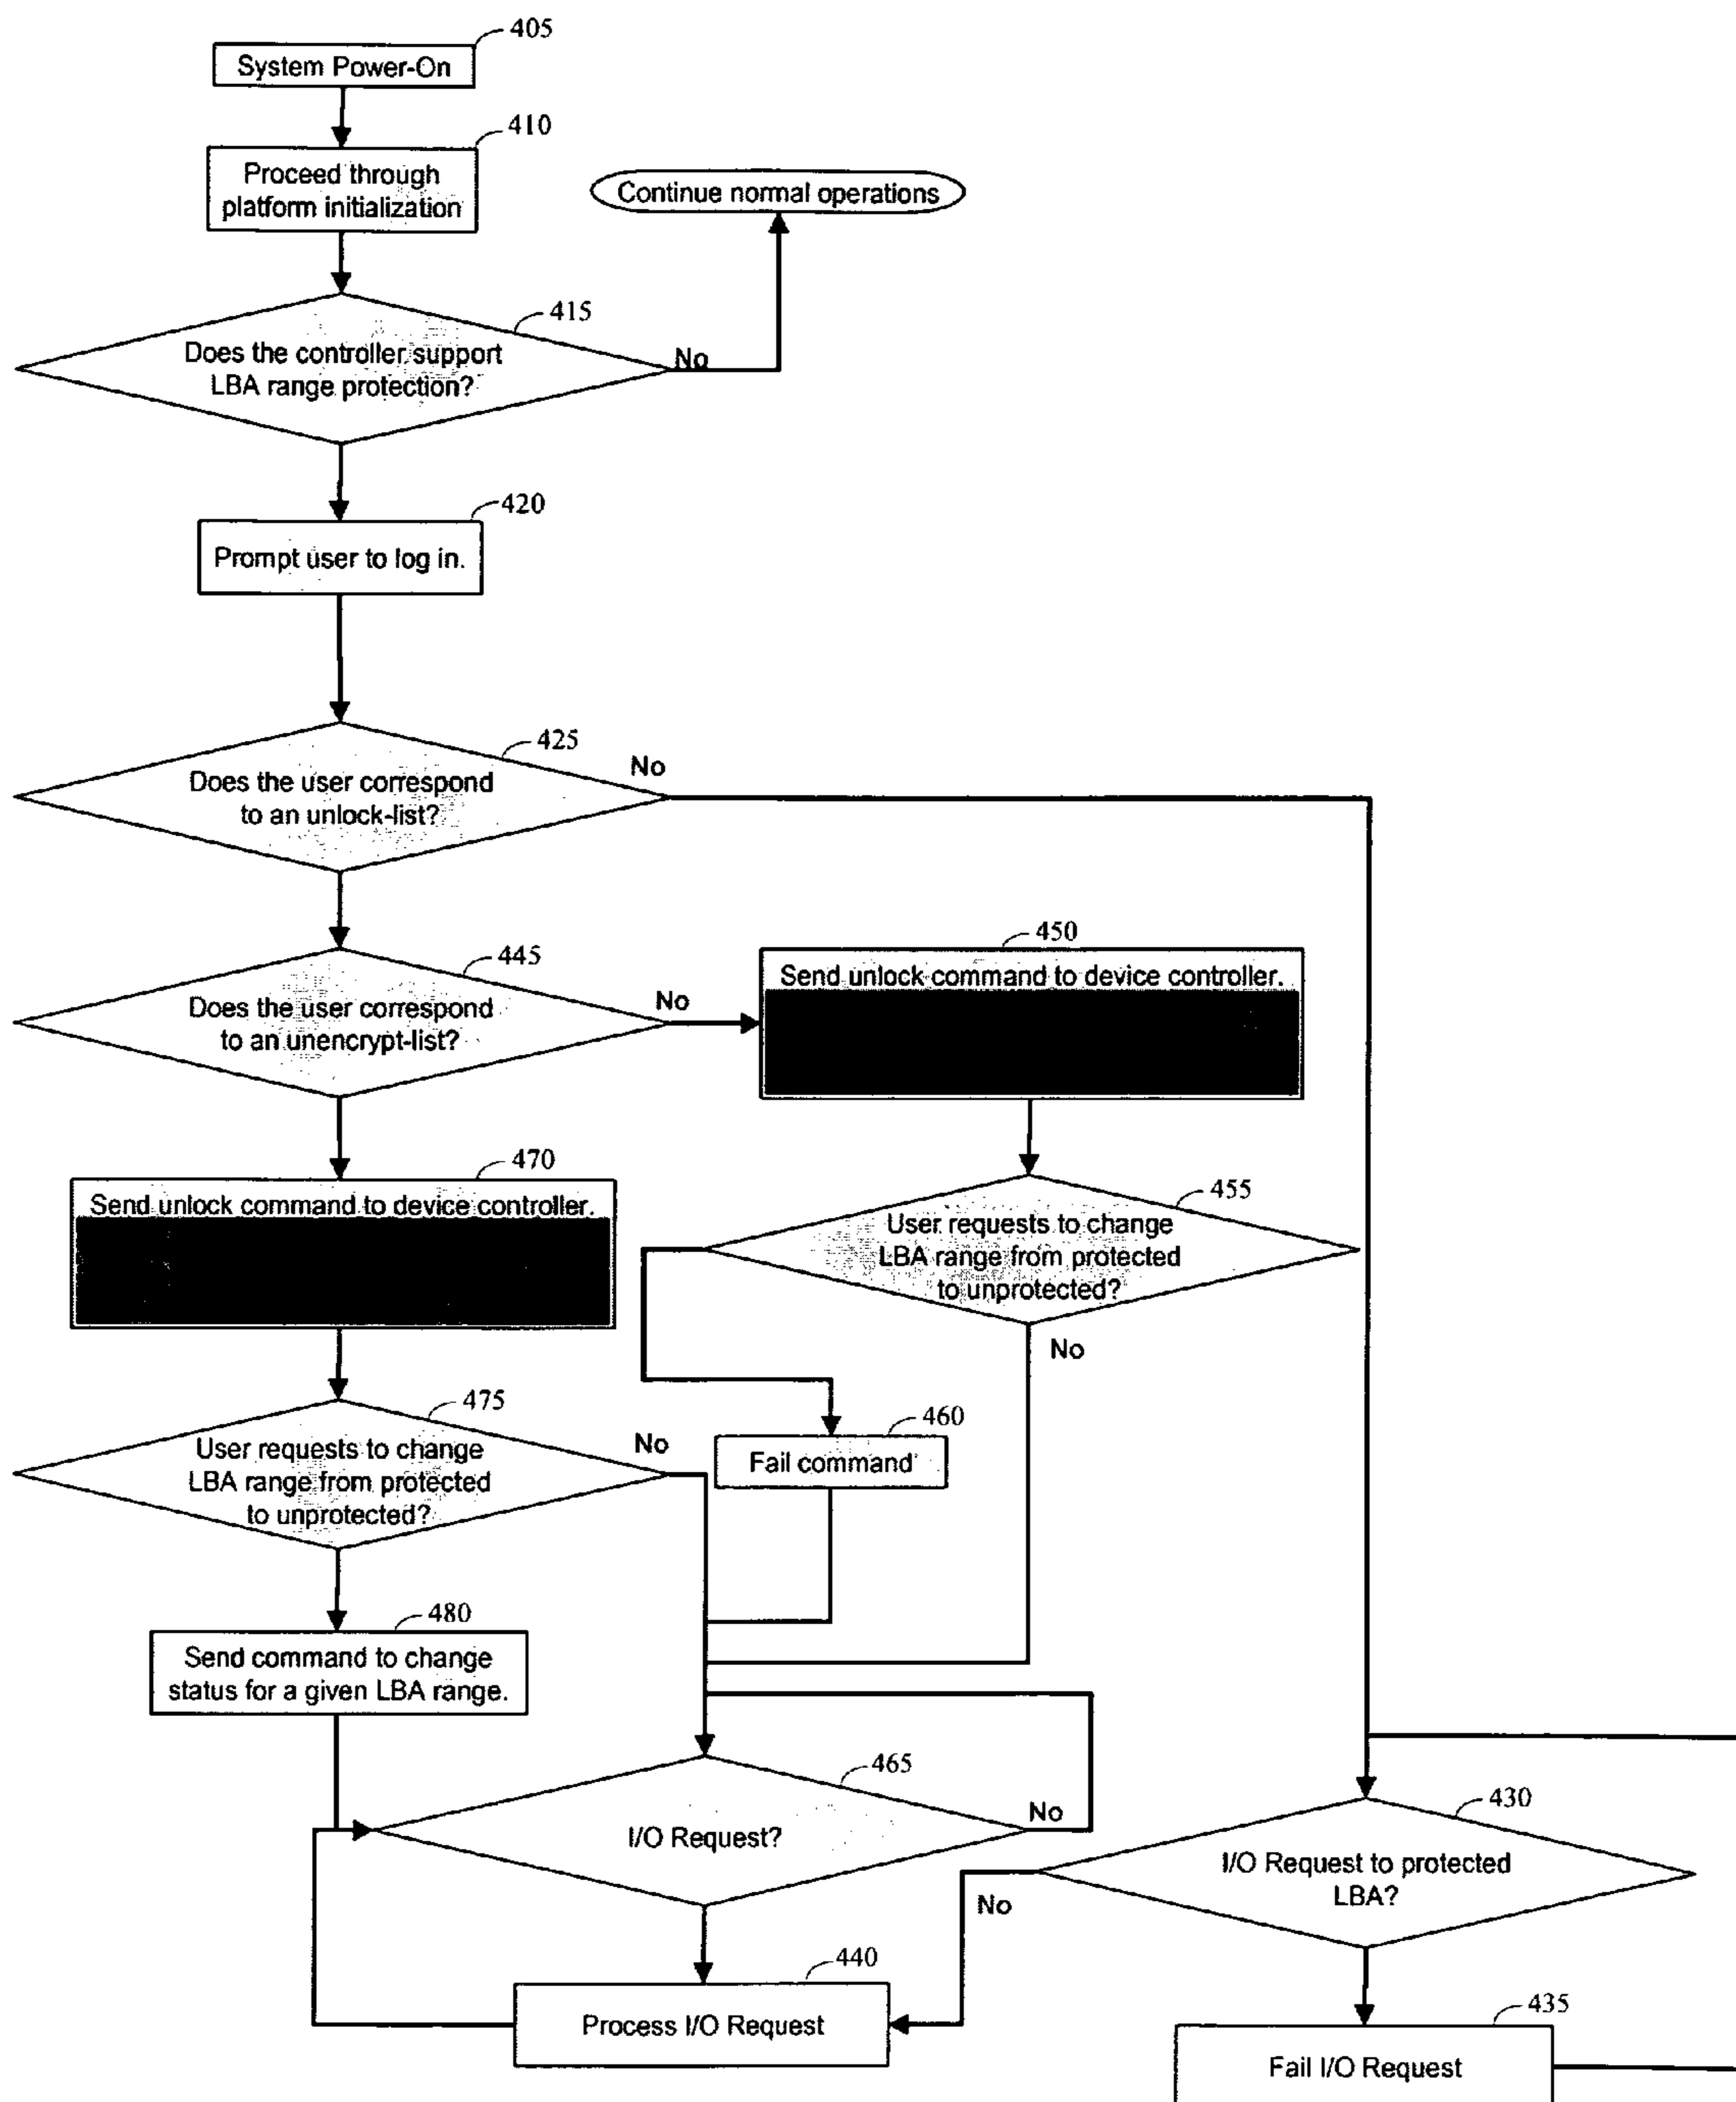 405
System Power-On
410
Proceed through
platform initialization
Continue normal operations
415
Does the controller support
LBA range protection?
No
420
Prompt user to log in.
425
Does the user correspond
to an unlock-list?
No
445
Does the user correspond
to an unencrypt-list?
No
450
Send unlock command to device controller.
470
Send unlock command to device controller.
455
User requests to change
LBA range from protected
to unprotected?
No
475
User requests to change
LBA range from protected
to unprotected?
No
460
Fail command
480
Send command to change
status for a given LBA range.
465
I/O Request?
No
430
I/O Request to protected
LBA?
No
440
Process I/O Request
435
Fail I/O Request